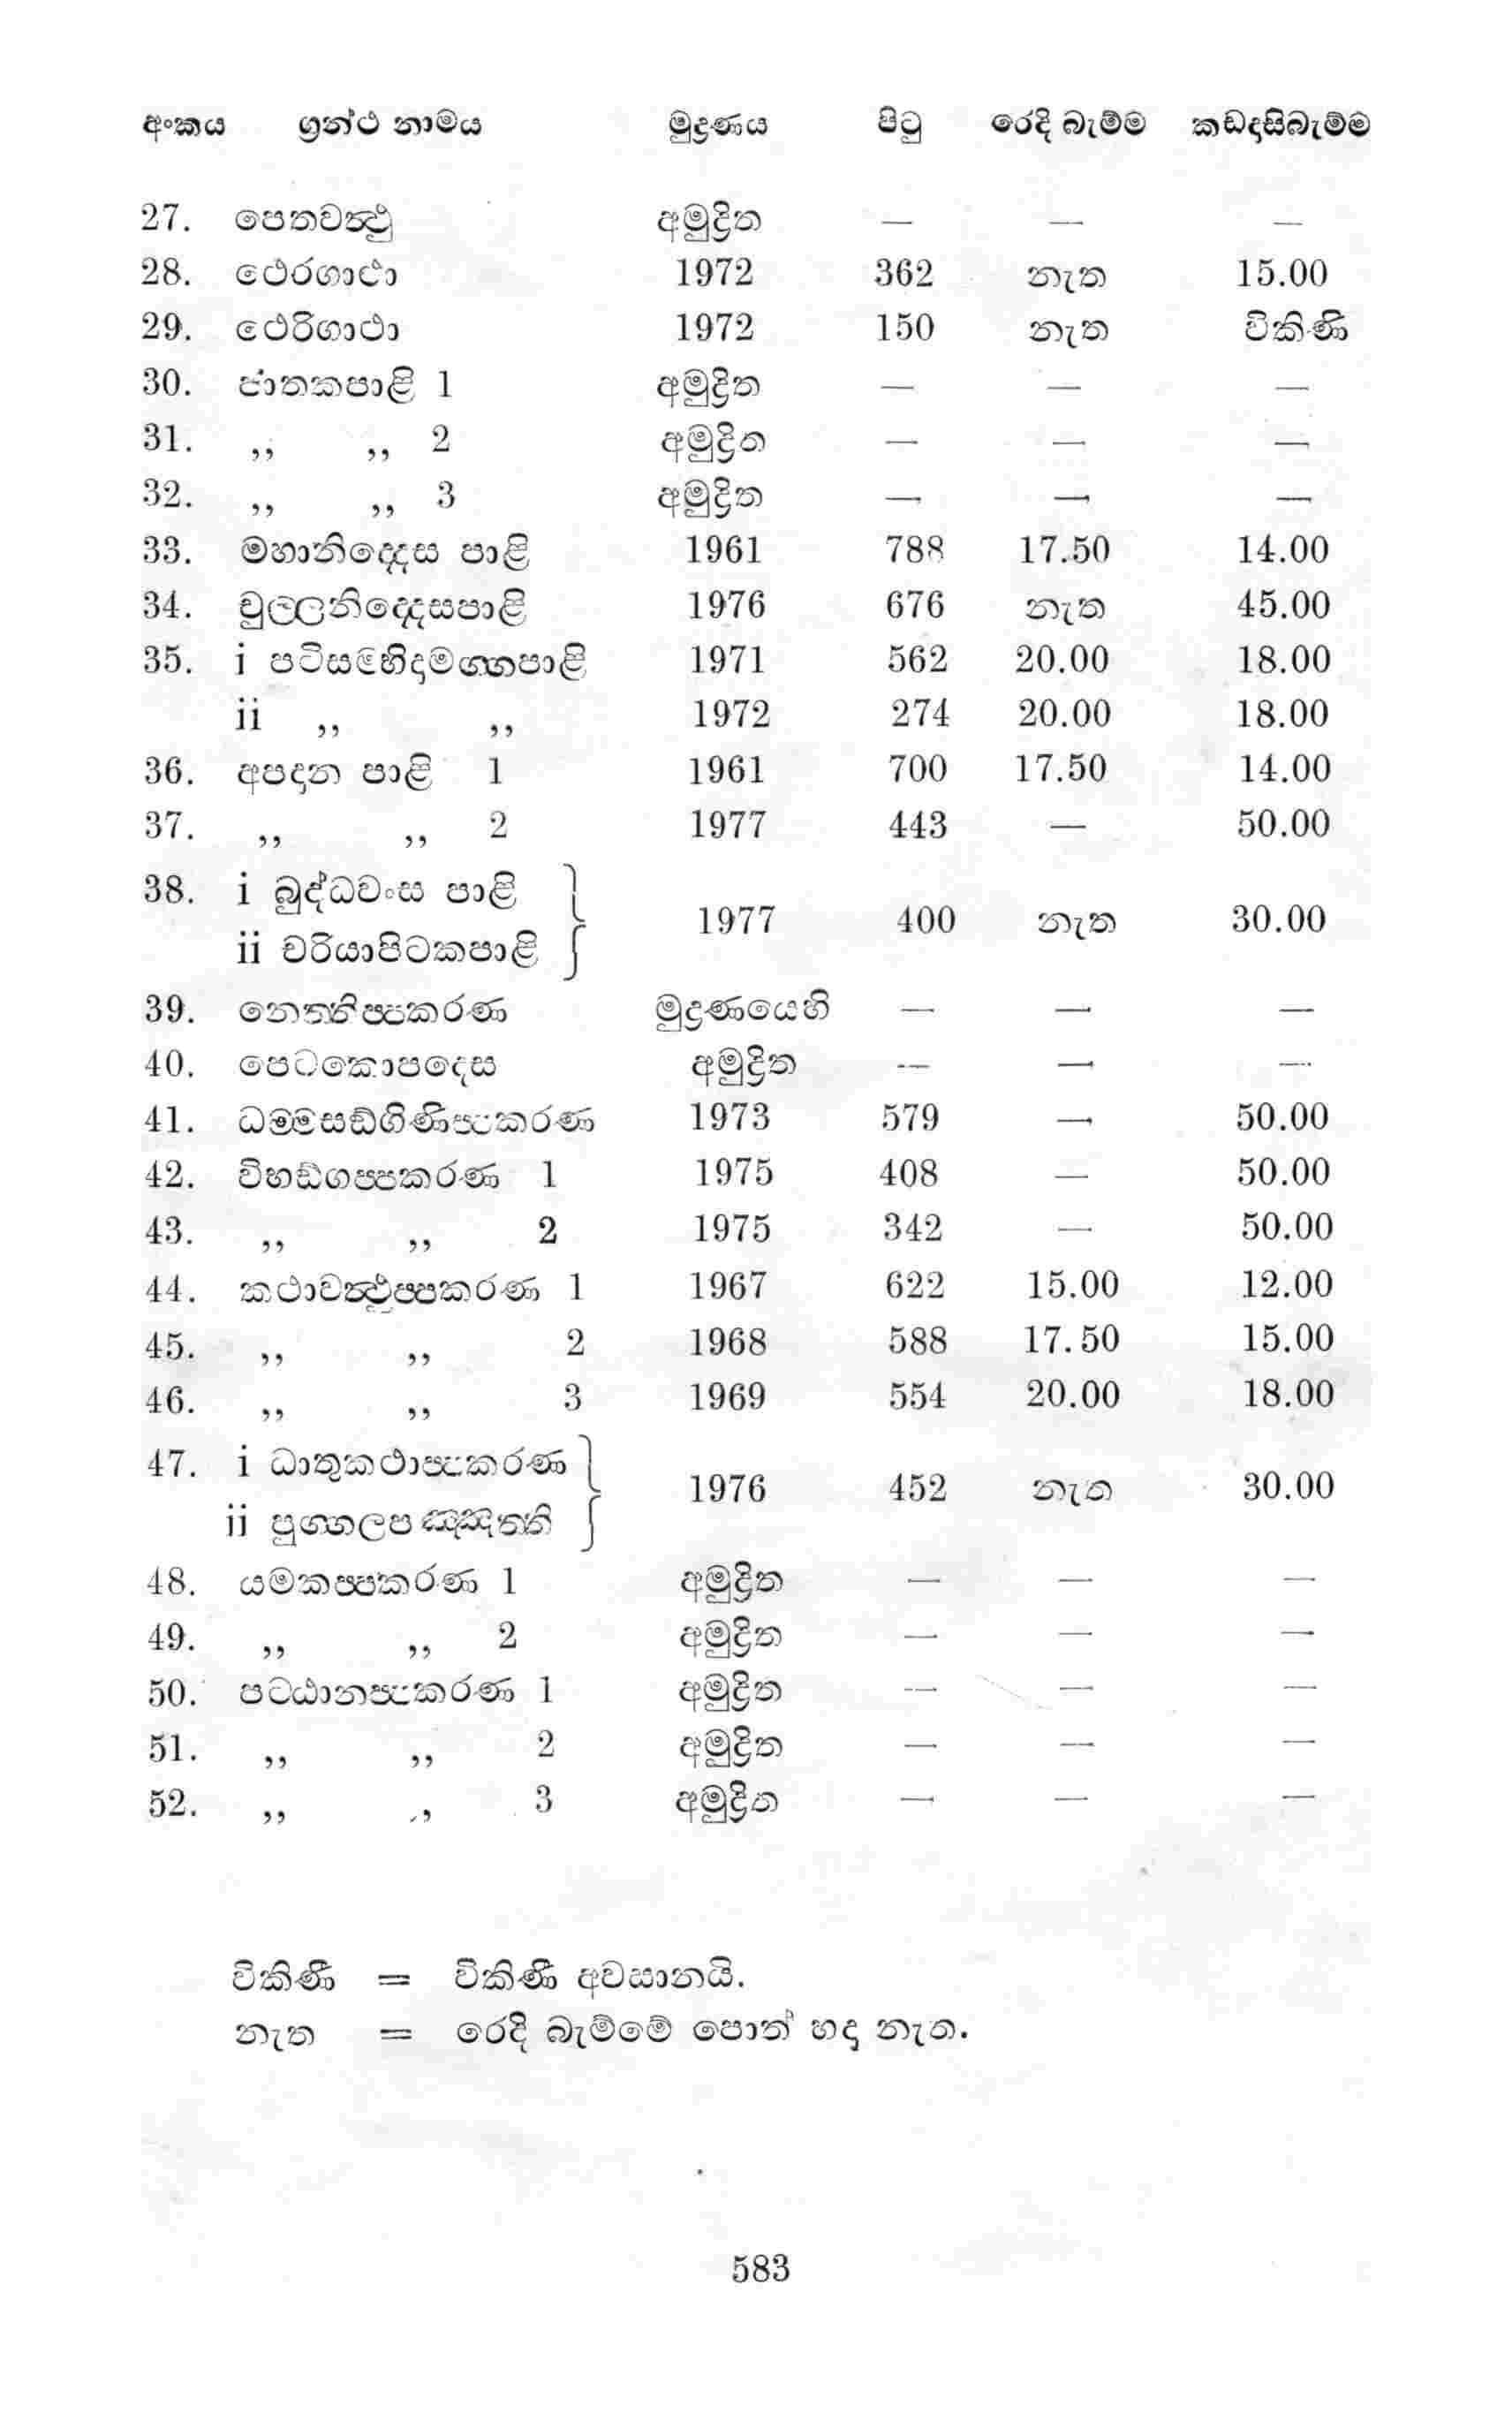 අංකය ග්‍රන්ථ නාමය මුද්‍රණය පිටු රෙදි බැම්ම කඩදාසිබැම්ම
27. පෙතවත්‍ථු අමුද්‍රිත — — —
28. ථෙරගාථා 1972 362 නැත 15.00
29. ථෙරිගාථා 1972 150 නැත විකිණි
30. ජාතකපාළි 1 අමුද්‍රිත — — —
31. ,, ,, 2 අමුද්‍රිත — — —
32. ,, ,, 3 අමුද්‍රිත — — —
33. මහානිද්‍දෙස පාළි 1961 788 17.50 14.00
34. චුල්ලනිද්‍දෙසපාළි 1976 676 නැත 45.00
35. i පටිසම්භිදාමග්ගපාළි 1971 562 20.00 18.00
ii ,, ,, 1972 274 20.00 18.00
36. අපදාන පාළි 1 1961 700 17.50 14.00
37. ,, ,, 2 1977 443 — 50.00
38. i බුද්ධවංස පාළි
ii චරියාපිටකපාළි } 1977 400 නැත 30.00
39. නෙත්තිප්පකරණ මුද්‍රණයෙහි — — —
40. පෙටකොපදෙස අමුද්‍රිත — — —
41. ධම්මසඞ්ගිණිප්පකරණ 1973 579 — 50.00
42. විභඞ්ගප්පකරණ 1 1975 408 — 50.00
43. ,, ,, 2 1975 342 — 50.00
44. කථාවත්‍ථුප්පකරණ 1 1967 622 15.00 12.00
45. ,, ,, 2 1968 588 17.50 15.00
46. ,, ,, 3 1969 554 20.00 18.00
47. i ධාතුකථාප්පකරණ
ii පුග්ගලපඤ්ඤත්ති } 1976 452 නැත 30.00
48. යමකප්පකරණ 1 අමුද්‍රිත — — —
49. ,, ,, 2 අමුද්‍රිත — — —
50. පට්ඨානප්පකරණ 1 අමුද්‍රිත — — —
51. ,, ,, 2 අමුද්‍රිත — — —
52. ,, ,, 3 අමුද්‍රිත — — —
විකිණී = විකිණී අවසානයි.
නැත = රෙදි බැම්මේ පොත් හදා නැත.
583